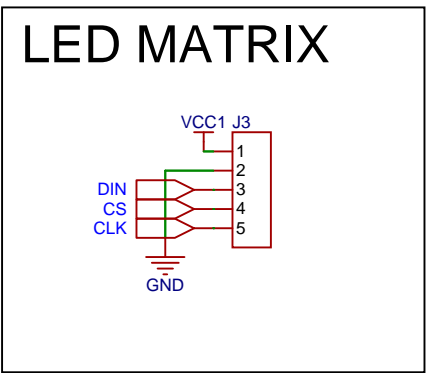 LED MATRIX
VCC1 J3
1
2
DIN 3
CS 4
CLK 5
GND